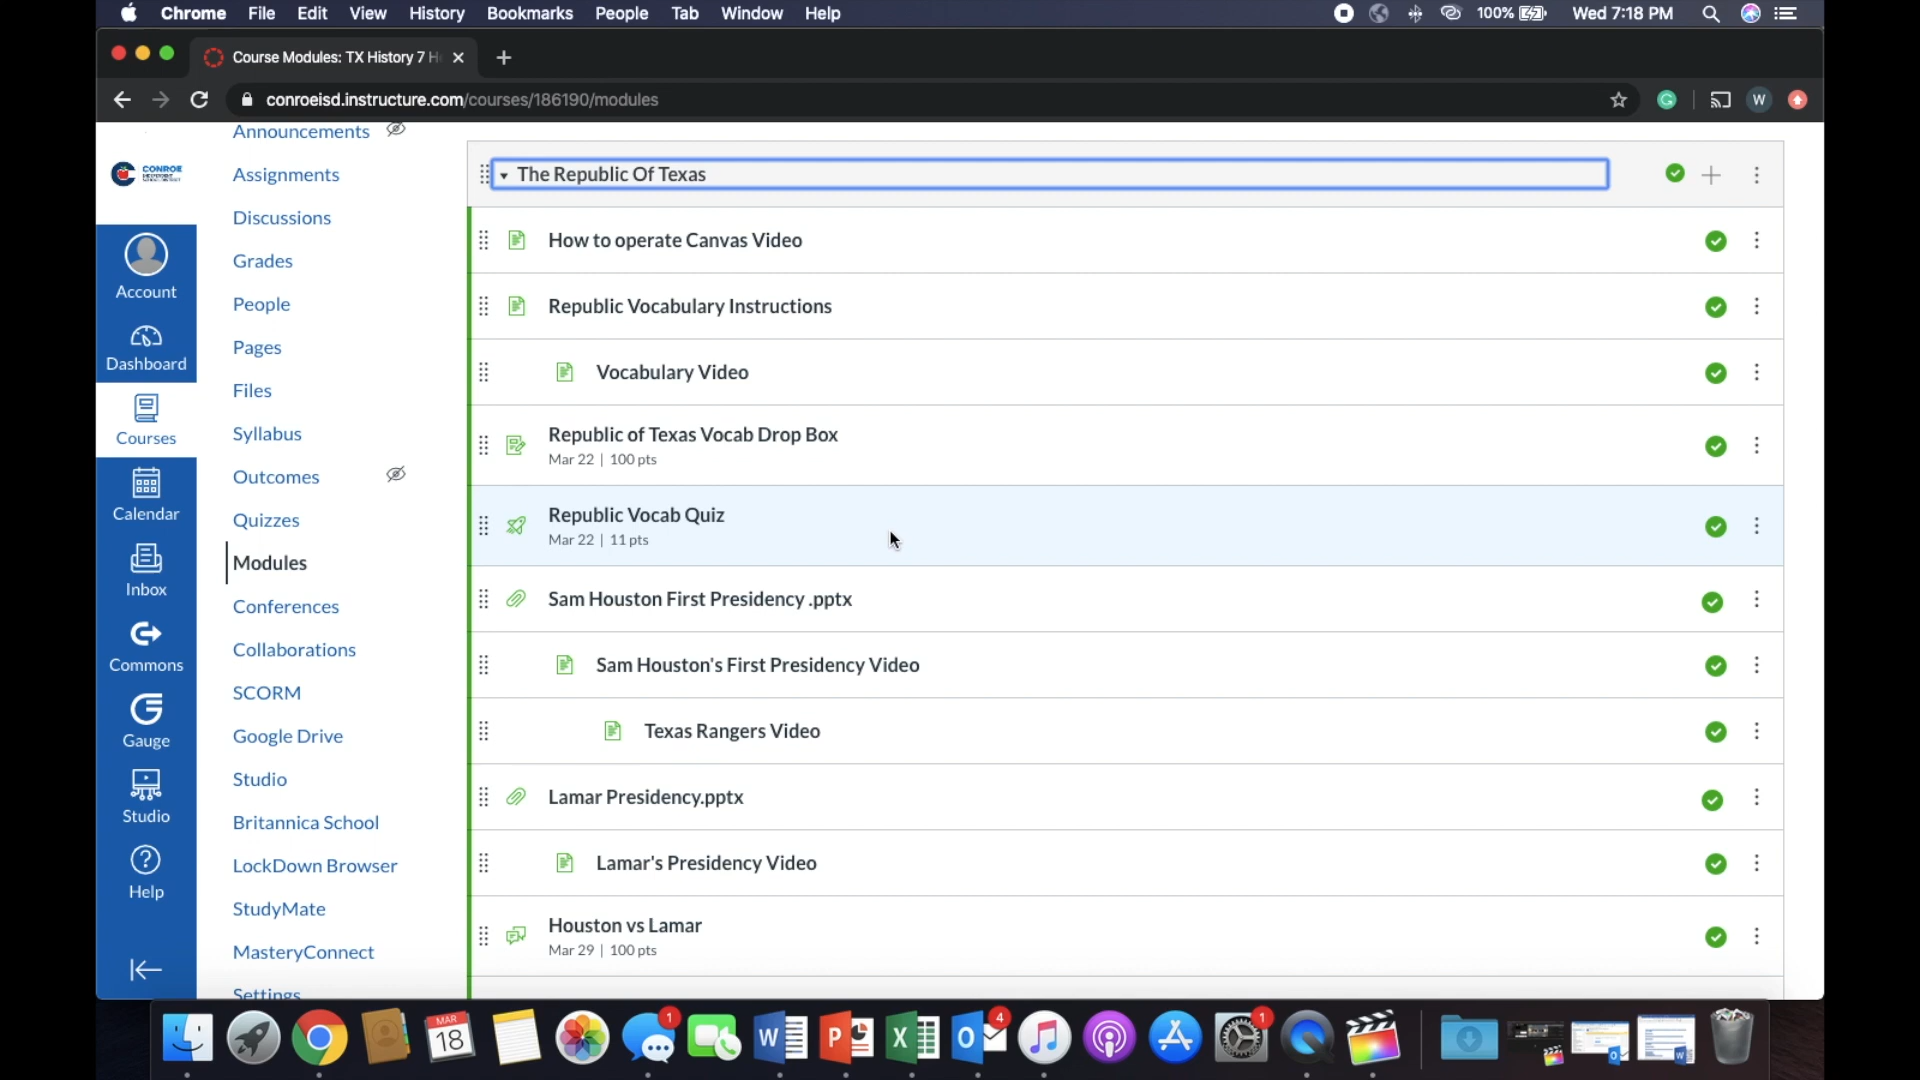 Chrome File Edit View History Bookmarks People Tab Window Help 100% Wed 7:18 PM
Course Modules: TX History 7 H
conroeisd.instructure.com/courses/186190/modules W
CONROE
Account
Dashboard
Courses
Calendar
Inbox
Commons
Gauge
Studio
Help
Announcements
Assignments
Discussions
Grades
People
Pages
Files
Syllabus
Outcomes
Quizzes
Modules
Conferences
Collaborations
SCORM
Google Drive
Studio
Britannica School
LockDown Browser
StudyMate
MasteryConnect
Settings
The Republic Of Texas
How to operate Canvas Video
Republic Vocabulary Instructions
Vocabulary Video
Republic of Texas Vocab Drop Box
Mar 22 | 100 pts
Republic Vocab Quiz
Mar 22 | 11 pts
Sam Houston First Presidency .pptx
Sam Houston's First Presidency Video
Texas Rangers Video
Lamar Presidency.pptx
Lamar's Presidency Video
Houston vs Lamar
Mar 29 | 100 pts
MAR
18
1
W
P
X
O
4
1